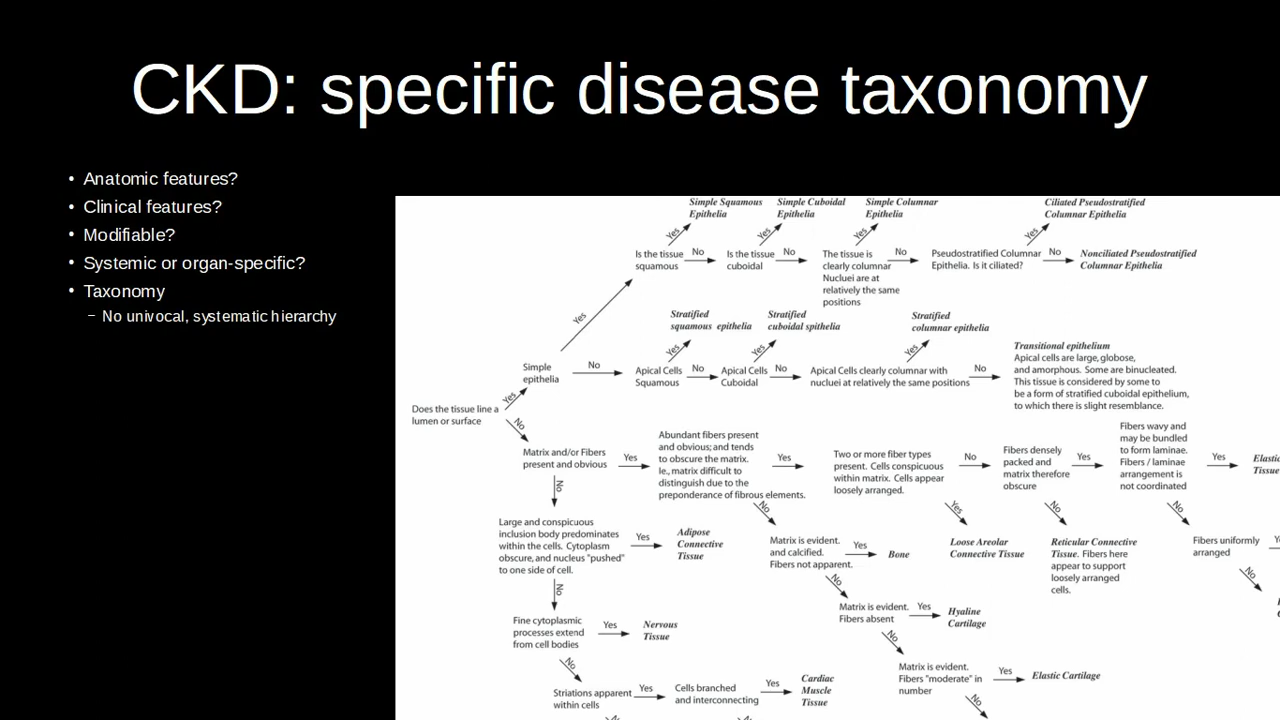 CKD: specific disease taxonomy
• Anatomic features?
• Clinical features?
• Modifiable?
• Systemic or organ-specific?
• Taxonomy
– No univocal, systematic hierarchy
Simple Squamous
Epithelia
Simple Cuboidal
Epithelia
Simple Columnar
Epithelia
Ciliated Pseudostratified
Columnar Epithelia
Yes
Yes
Yes
Yes
Is the tissue
squamous
No
Is the tissue
cuboidal
No
The tissue is
clearly columnar
Nucluei are at
relatively the same
positions
No
Pseudostratified Columnar
Epithelia. Is it ciliated?
No
Nonciliated Pseudostratified
Columnar Epithelia
Yes
Stratified
squamous epithelia
Stratified
cuboidal spithelia
Stratified
columnar epithelia
Yes
Yes
Yes
Simple
epithelia
No
Apical Cells
Squamous
No
Apical Cells
Cuboidal
No
Apical Cells clearly columnar with
nuclei at relatively the same positions
No
Transitional epithelium
Apical cells are large, globose,
and amorphous. Some are binucleated.
This tissue is considered by some to
be a form of stratified cuboidal epithelium,
to which there is slight resemblance.
Does the tissue line a
lumen or surface
Yes
No
Matrix and/or Fibers
present and obvious
Yes
Abundant fibers present
and obvious; and tends
to obscure the matrix.
Ie., matrix difficult to
distinguish due to the
preponderance of fibrous elements.
Yes
Two or more fiber types
present. Cells conspicuous
within matrix. Cells appear
loosely arranged.
No
Fibers densely
packed and
matrix therefore
obscure
Yes
Fibers wavy and
may be bundled
to form laminae.
Fibers / laminae
arrangement is
not coordinated
Yes
Elastic
Tissue
No
No
Yes
No
No
Large and conspicuous
inclusion body predominates
within the cells. Cytoplasm
obscure, and nucleus "pushed"
to one side of cell.
Yes
Adipose
Connective
Tissue
Matrix is evident.
and calcified.
Fibers not apparent.
Yes
Bone
Loose Areolar
Connective Tissue
Reticular Connective
Tissue. Fibers here
appear to support
loosely arranged
cells.
Fibers uniformly
arranged
No
No
No
Fine cytoplasmic
processes extend
from cell bodies
Yes
Nervous
Tissue
Matrix is evident.
Fibers absent
Yes
Hyaline
Cartilage
No
No
Striations apparent
within cells
Yes
Cells branched
and interconnecting
Yes
Cardiac
Muscle
Tissue
Matrix is evident.
Fibers "moderate" in
number
Yes
Elastic Cartilage
No